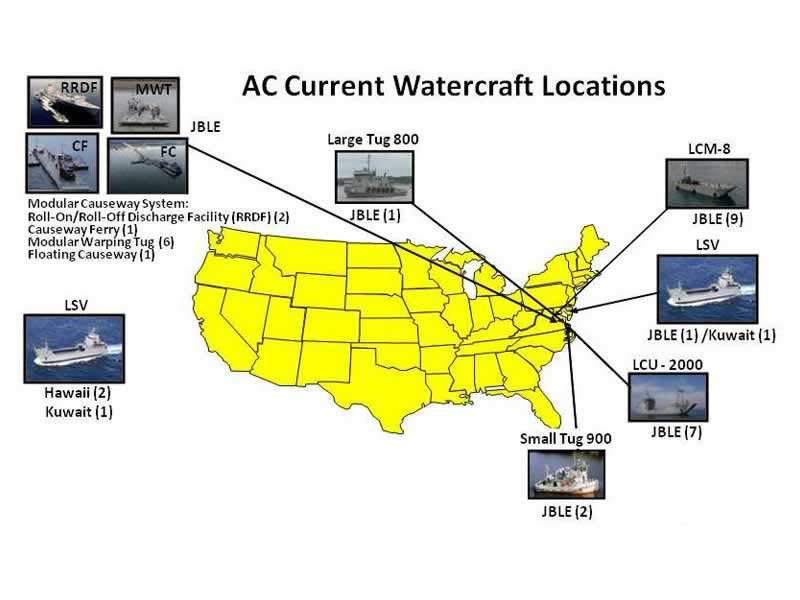 AC Current Watercraft Locations
RRDF
MWT
CF
FC
JBLE
Modular Causeway System:
Roll-On/Roll-Off Discharge Facility (RRDF) (2)
Causeway Ferry (1)
Modular Warping Tug (6)
Floating Causeway (1)
Large Tug 800
JBLE (1)
LCM-8
JBLE (9)
LSV
JBLE (1) /Kuwait (1)
LSV
Hawaii (2)
Kuwait (1)
LCU - 2000
JBLE (7)
Small Tug 900
JBLE (2)